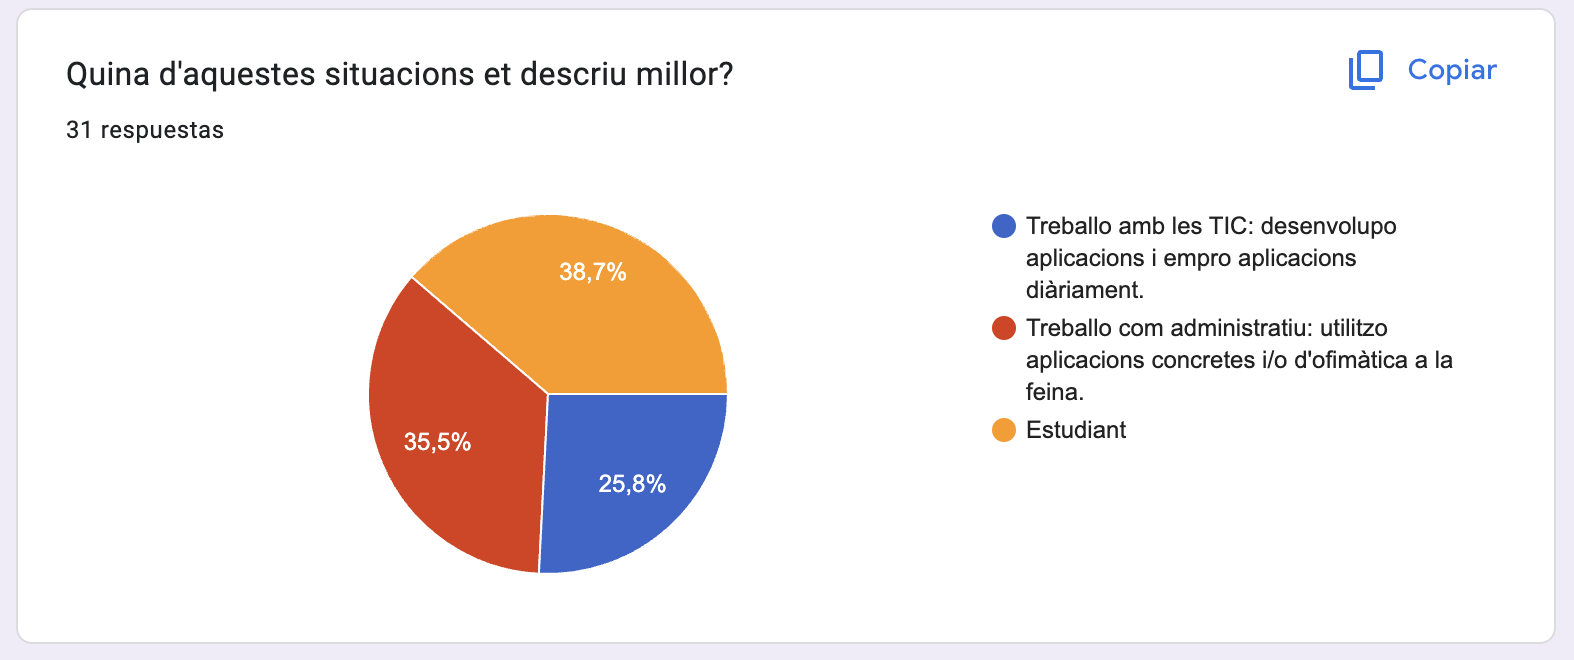 Quina d'aquestes situacions et descriu millor?
Copiar
31 respuestas
38,7%
35,5%
25,8%
Treballo amb les TIC: desenvolupo
aplicacions i empro aplicacions
diàriament.
Treballo com administratiu: utilitzo
aplicacions concretes i/o d'ofimàtica a la
feina.
Estudiant